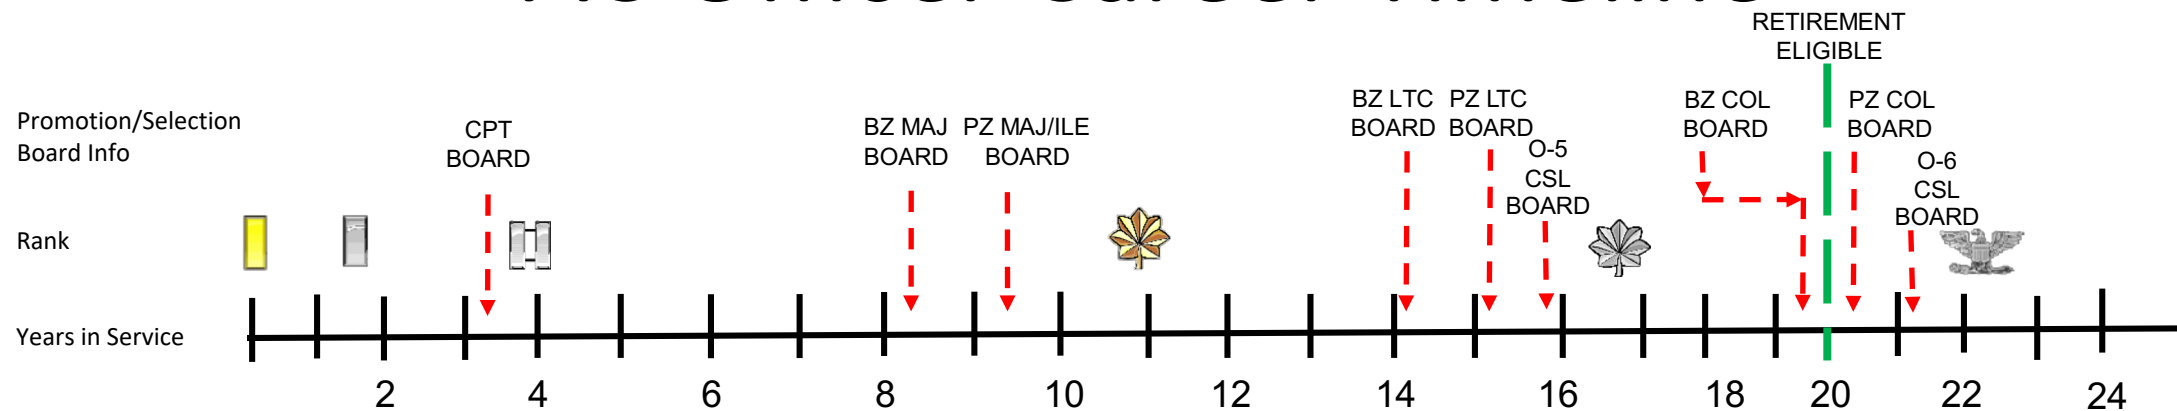 RETIREMENT
ELIGIBLE
Promotion/Selection
Board Info
CPT
BOARD
BZ MAJ
BOARD
PZ MAJ/ILE
BOARD
BZ LTC
BOARD
PZ LTC
BOARD
O-5
CSL
BOARD
BZ COL
BOARD
PZ COL
BOARD
O-6
CSL
BOARD
Rank
Years in Service
2 4 6 8 10 12 14 16 18 20 22 24